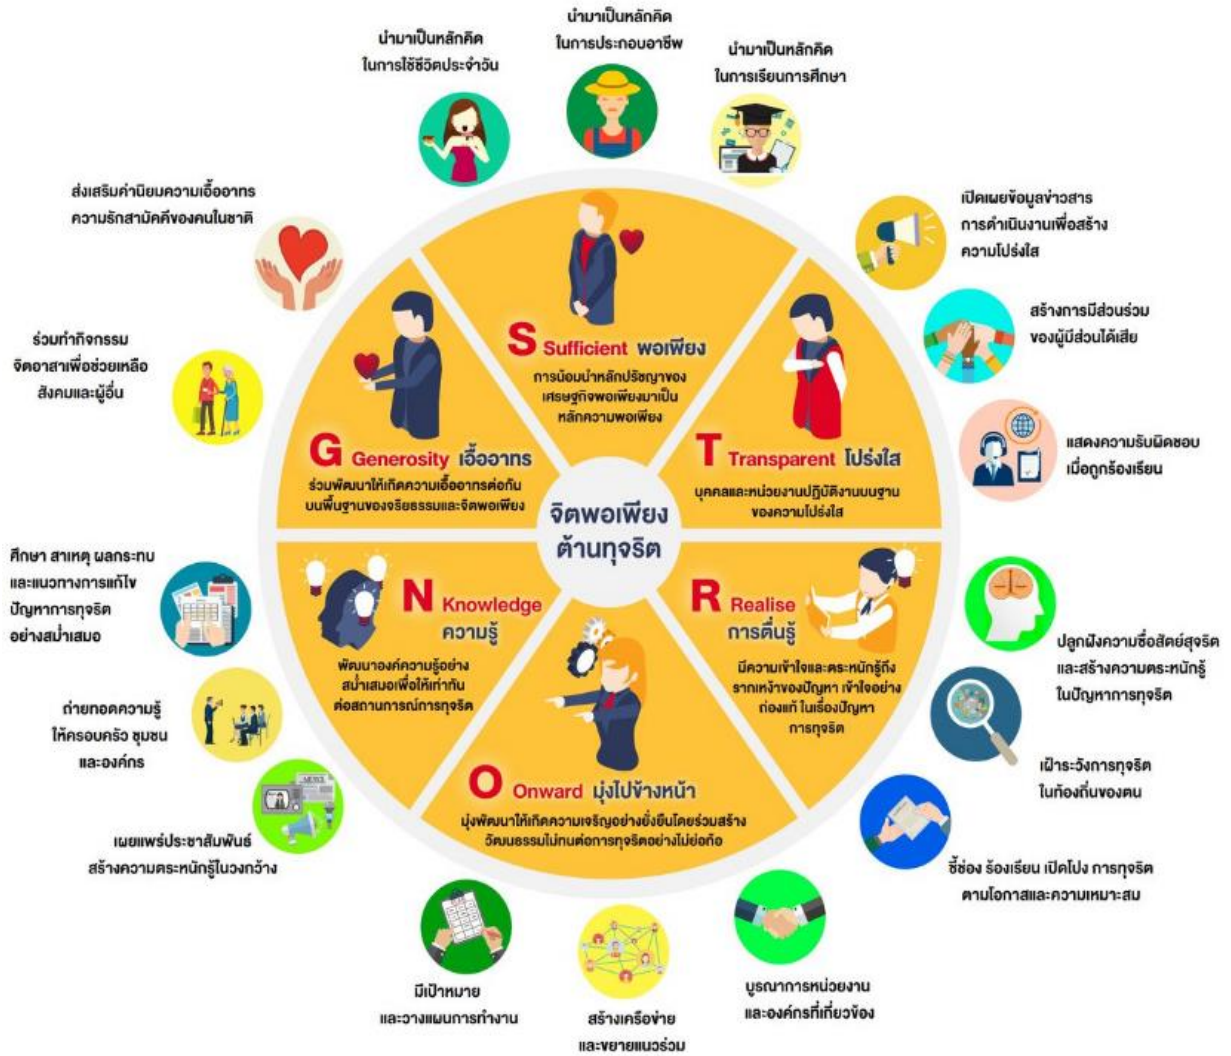 นำมาเป็นหลักคิด
ในการใช้ชีวิตประจำวัน
นำมาเป็นหลักคิด
ในการประกอบอาชีพ
นำมาเป็นหลักคิด
ในการเรียนการศึกษา
S Sufficient พอเพียง
การน้อมนำหลักปรัชญาของ
เศรษฐกิจพอเพียงมาเป็น
หลักความพอเพียง
เปิดเผยข้อมูลข่าวสาร
การดำเนินงานเพื่อสร้าง
ความโปร่งใส
สร้างการมีส่วนร่วม
ของผู้มีส่วนได้เสีย
แสดงความรับผิดชอบ
เมื่อถูกร้องเรียน
T Transparent โปร่งใส
บุคคลและหน่วยงานปฏิบัติงานบนฐาน
ของความโปร่งใส
ปลูกฝังความซื่อสัตย์สุจริต
และสร้างความตระหนักรู้
ในปัญหาการทุจริต
เฝ้าระวังการทุจริต
ในท้องถิ่นของตน
ชี้ช่อง ร้องเรียน เปิดโปง การทุจริต
ตามโอกาสและความเหมาะสม
R Realise
การตื่นรู้
มีความเข้าใจและตระหนักรู้ถึง
รากเหง้าของปัญหา เข้าใจอย่าง
ถ่องแท้ ในเรื่องปัญหา
การทุจริต
บูรณาการหน่วยงาน
และองค์กรที่เกี่ยวข้อง
สร้างเครือข่าย
และขยายแนวร่วม
มีเป้าหมาย
และวางแผนการทำงาน
O Onward มุ่งไปข้างหน้า
มุ่งพัฒนาให้เกิดความเจริญอย่างยั่งยืนโดยร่วมสร้าง
วัฒนธรรมไม่ทนต่อการทุจริตอย่างไม่ย่อท้อ
เผยแพร่ประชาสัมพันธ์
สร้างความตระหนักรู้ในวงกว้าง
NEWS
ถ่ายทอดความรู้
ให้ครอบครัว ชุมชน
และองค์กร
ศึกษา สาเหตุ ผลกระทบ
และแนวทางการแก้ไข
ปัญหาการทุจริต
อย่างสม่ำเสมอ
N Knowledge
ความรู้
พัฒนาองค์ความรู้อย่าง
สม่ำเสมอเพื่อให้เท่าทัน
ต่อสถานการณ์การทุจริต
ร่วมทำกิจกรรม
จิตอาสาเพื่อช่วยเหลือ
สังคมและผู้อื่น
ส่งเสริมค่านิยมความเอื้ออาทร
ความรักสามัคคีของคนในชาติ
G Generosity เอื้ออาทร
ร่วมพัฒนาให้เกิดความเอื้ออาทรต่อกัน
บนพื้นฐานของจริยธรรมและจิตพอเพียง
จิตพอเพียง
ต้านทุจริต